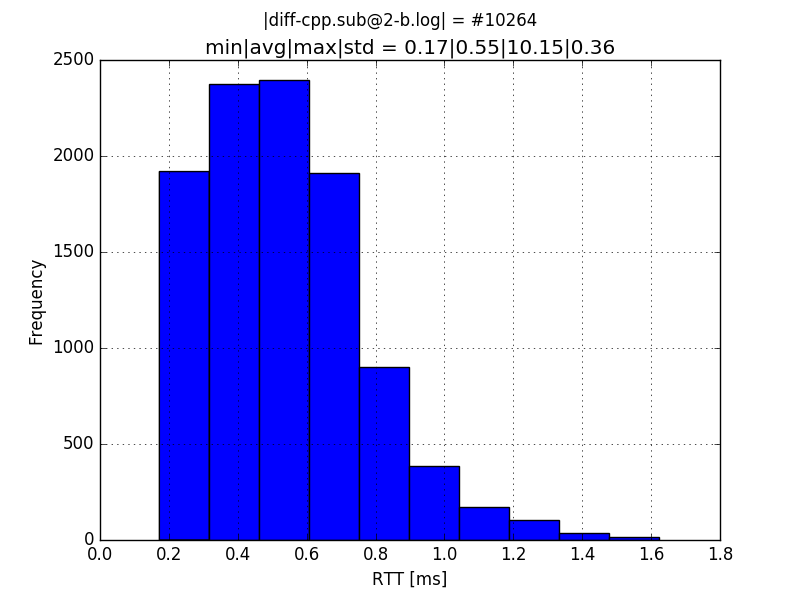 |diff-cpp.sub@2-b.log| = #10264
min|avg|max|std = 0.17|0.55|10.15|0.36
2500
2000
1500
1000
500
0
Frequency
0.0 0.2 0.4 0.6 0.8 1.0 1.2 1.4 1.6 1.8
RTT [ms]